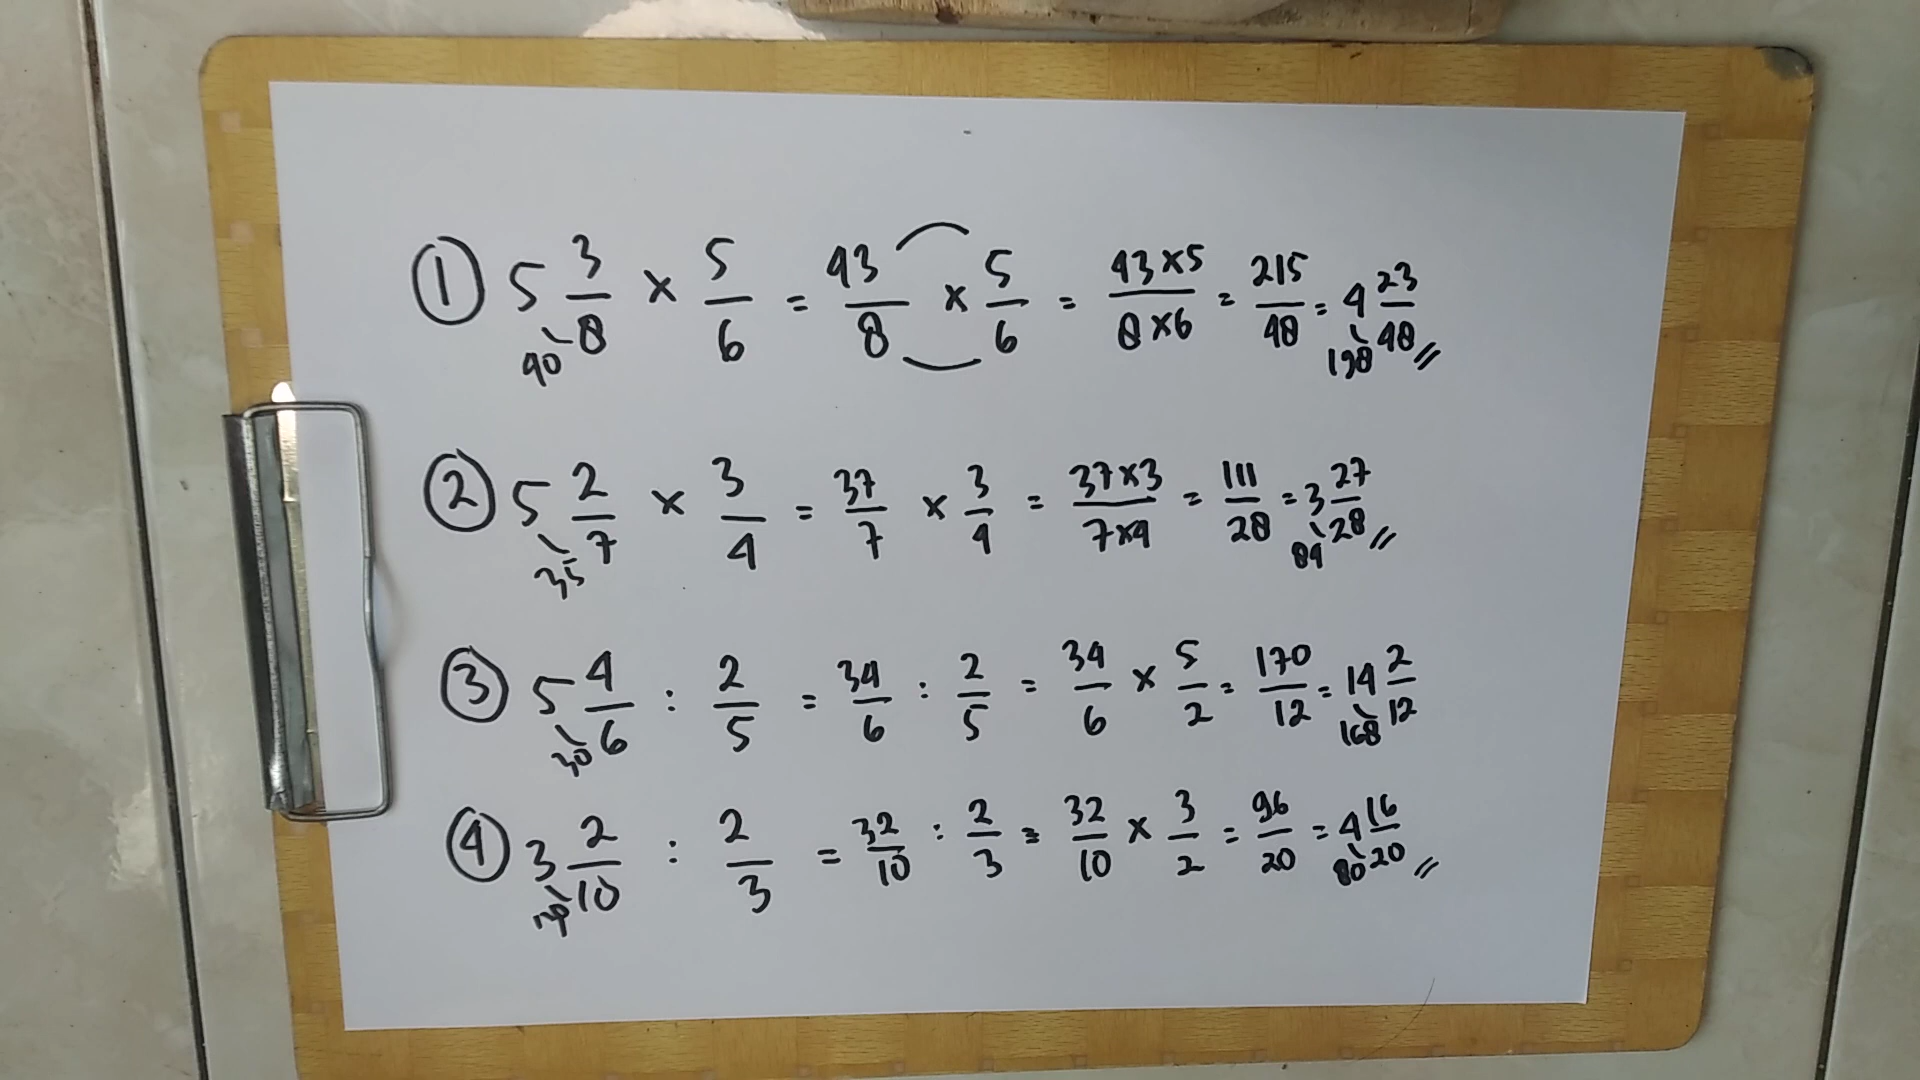 ① 5 3/8 × 5/6 = 43/8 × 5/6 = 43×5/8×6 = 215/48 = 4 23/48 //
40 198
② 5 2/7 × 3/4 = 37/7 × 3/4 = 37×3/7×4 = 111/28 = 3 27/28 //
35 84
③ 5 4/6 : 2/5 = 34/6 : 2/5 = 34/6 × 5/2 = 170/12 = 14 2/12
30 168
④ 3 2/10 : 2/3 = 32/10 : 2/3 = 32/10 × 3/2 = 96/20 = 4 16/20 //
80